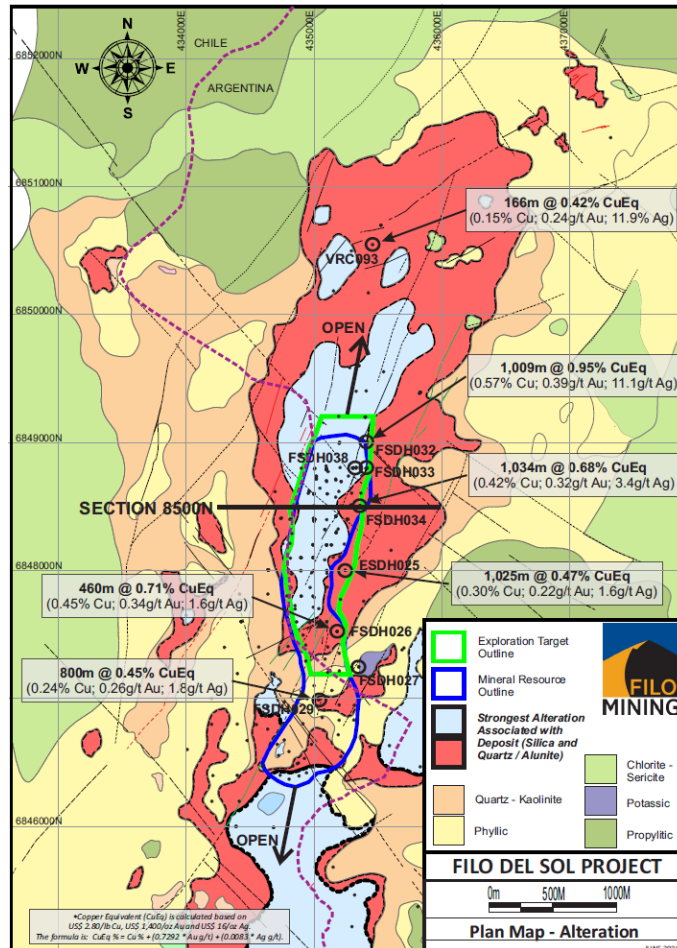 434000E
435000E
436000E
437000E
6852000N
N
W
E
S
CHILE
ARGENTINA
6851000N
166m @ 0.42% CuEq
(0.15% Cu; 0.24g/t Au; 11.9% Ag)
VRC093
6850000N
OPEN
1,009m @ 0.95% CuEq
(0.57% Cu; 0.39g/t Au; 11.1g/t Ag)
6849000N
FSDH032
FSDH038
FSDH033
1,034m @ 0.68% CuEq
(0.42% Cu; 0.32g/t Au; 3.4g/t Ag)
SECTION 8500N
FSDH034
6848000N
FSDH025
1,025m @ 0.47% CuEq
(0.30% Cu; 0.22g/t Au; 1.6g/t Ag)
460m @ 0.71% CuEq
(0.45% Cu; 0.34g/t Au; 1.6g/t Ag)
FSDH026
800m @ 0.45% CuEq
(0.24% Cu; 0.26g/t Au; 1.8g/t Ag)
FSDH027
FSDH029
6846000N
OPEN
Exploration Target
Outline
Mineral Resource
Outline
FILO
MINING
Strongest Alteration
Associated with
Deposit (Silica and
Quartz / Alunite)
Chlorite -
Sericite
Quartz - Kaolinite
Potassic
Phyllic
Propylitic
FILO DEL SOL PROJECT
0m 500M 1000M
Plan Map - Alteration
*Copper Equivalent (CuEq) is calculated based on
US$ 2.80/lb Cu, US$ 1,400/oz Au and US$ 16/oz Ag.
The formula is: CuEq % = Cu % + (0.7292 * Au g/t) + (0.0083 * Ag g/t).